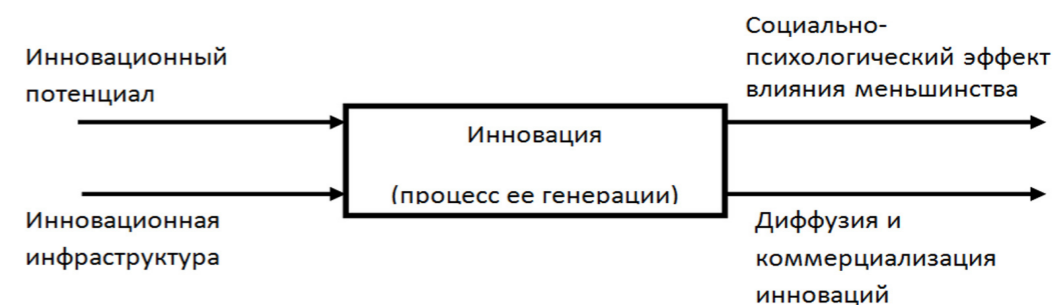 Инновационный
потенциал
Инновационная
инфраструктура
Инновация
(процесс ее генерации)
Социально-
психологический эффект
влияния меньшинства
Диффузия и
коммерциализация
инноваций